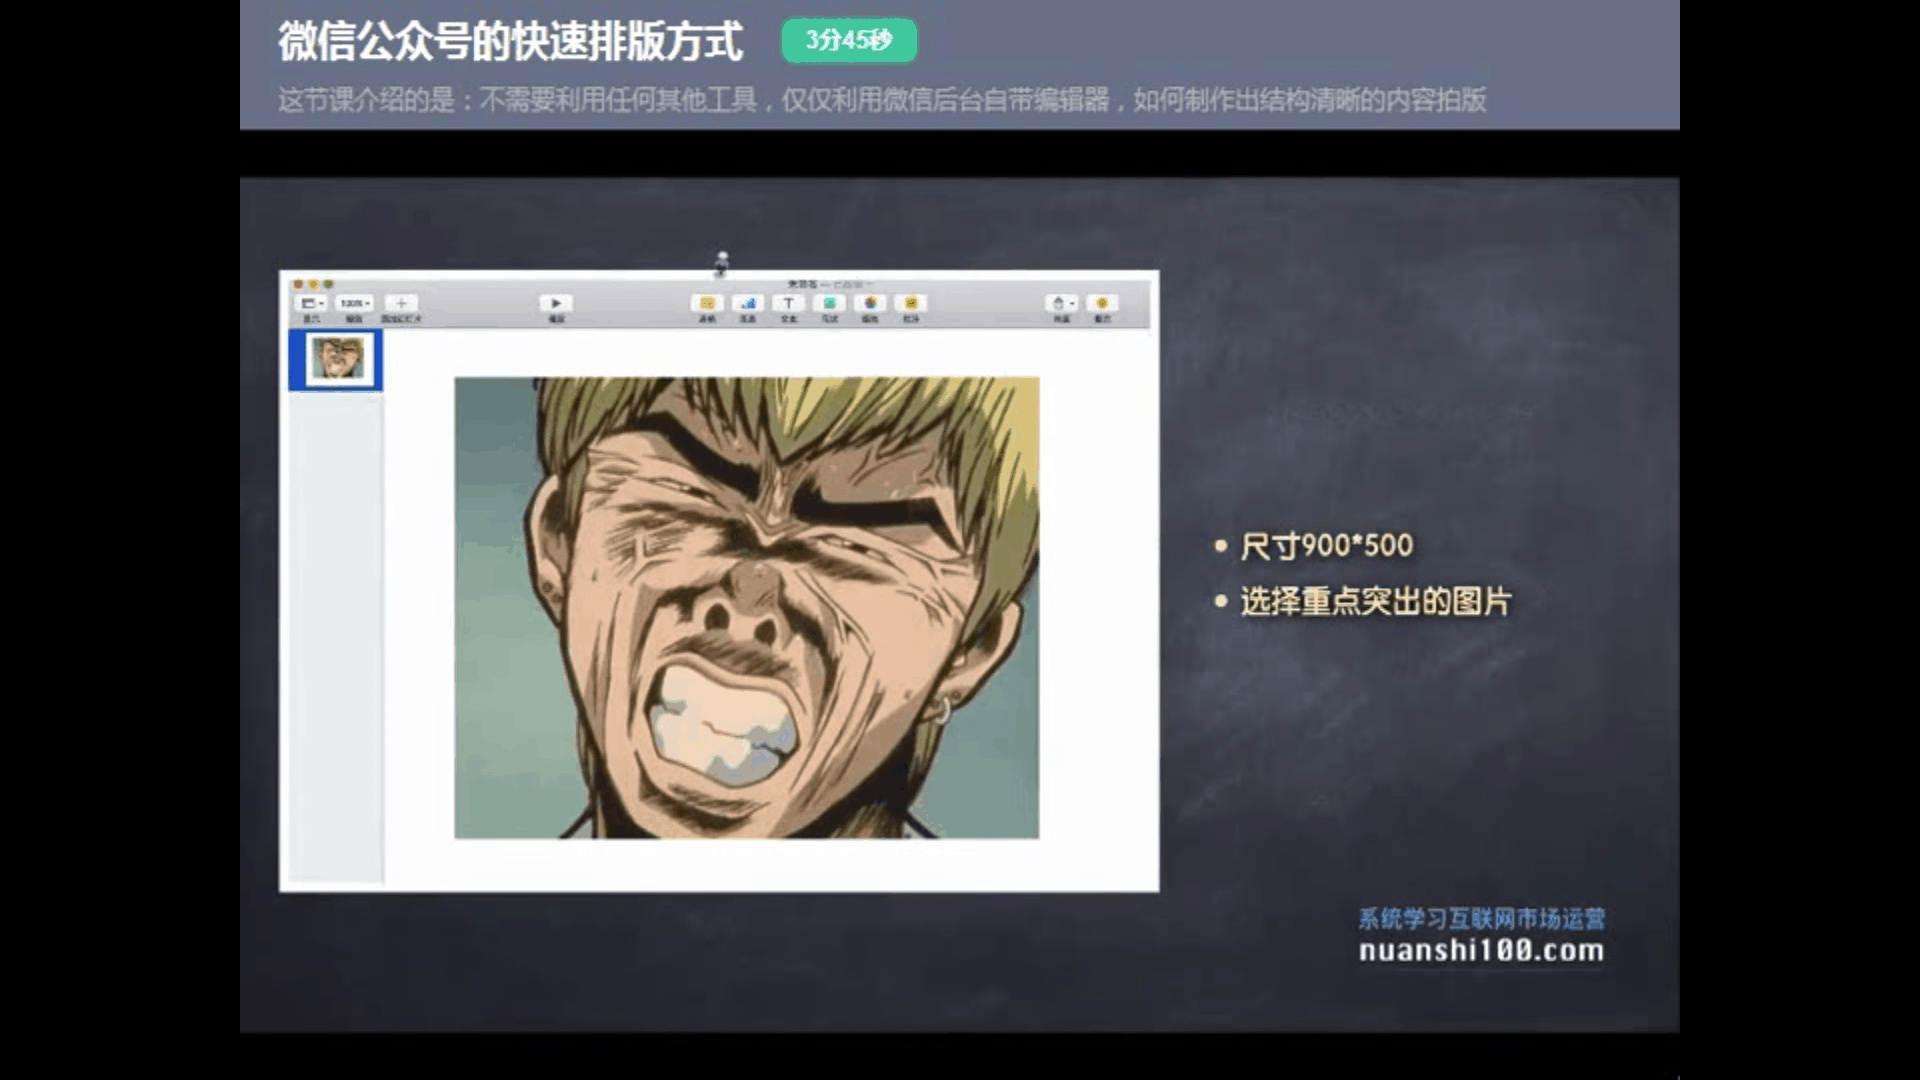 微信公众号的快速排版方式
3分45秒
这节课介绍的是：不需要利用任何其他工具，仅仅利用微信后台自带编辑器，如何制作出结构清晰的内容拍版
100%
T
• 尺寸900*500
• 选择重点突出的图片
系统学习互联网市场运营
nuanshi100.com